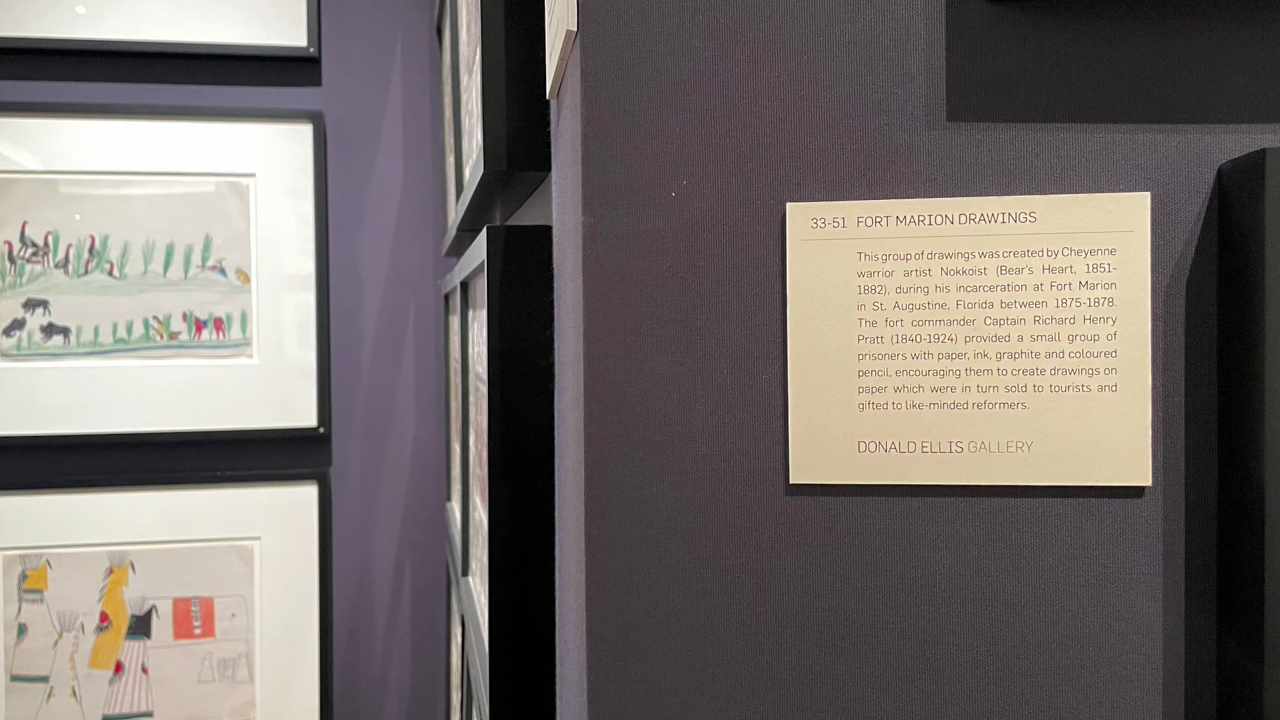 33-51 FORT MARION DRAWINGS
This group of drawings was created by Cheyenne
warrior artist Nokkoist (Bear's Heart, 1851-
1882), during his incarceration at Fort Marion
in St. Augustine, Florida between 1875-1878.
The fort commander Captain Richard Henry
Pratt (1840-1924) provided a small group of
prisoners with paper, ink, graphite and coloured
pencil, encouraging them to create drawings on
paper which were in turn sold to tourists and
gifted to like-minded reformers.
DONALD ELLIS GALLERY